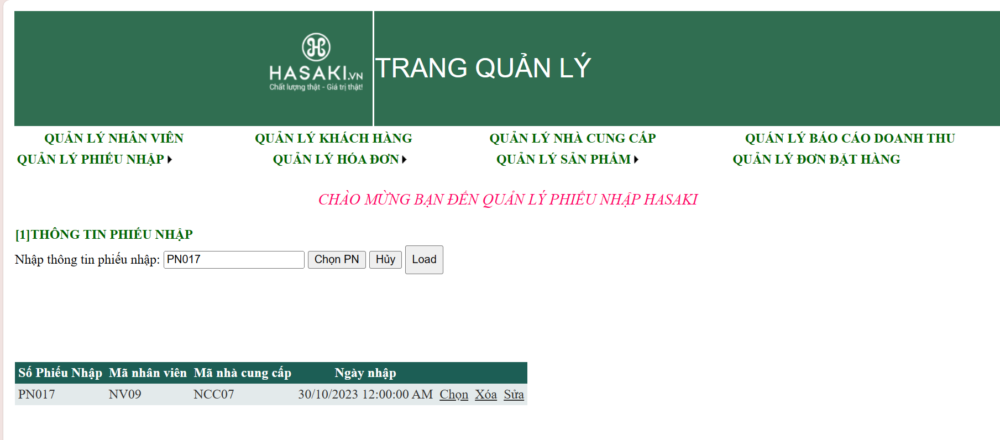 HASAKI.VN
Chất lượng thật - Giá trị thật!
TRANG QUẢN LÝ
QUẢN LÝ NHÂN VIÊN QUẢN LÝ KHÁCH HÀNG QUẢN LÝ NHÀ CUNG CẤP QUẢN LÝ BÁO CÁO DOANH THU
QUẢN LÝ PHIẾU NHẬP QUẢN LÝ HÓA ĐƠN QUẢN LÝ SẢN PHẨM QUẢN LÝ ĐƠN ĐẶT HÀNG
CHÀO MỪNG BẠN ĐẾN QUẢN LÝ PHIẾU NHẬP HASAKI
[1]THÔNG TIN PHIẾU NHẬP
Nhập thông tin phiếu nhập: PN017 Chọn PN Hủy Load
Số Phiếu Nhập Mã nhân viên Mã nhà cung cấp Ngày nhập
PN017 NV09 NCC07 30/10/2023 12:00:00 AM Chọn Xóa Sửa